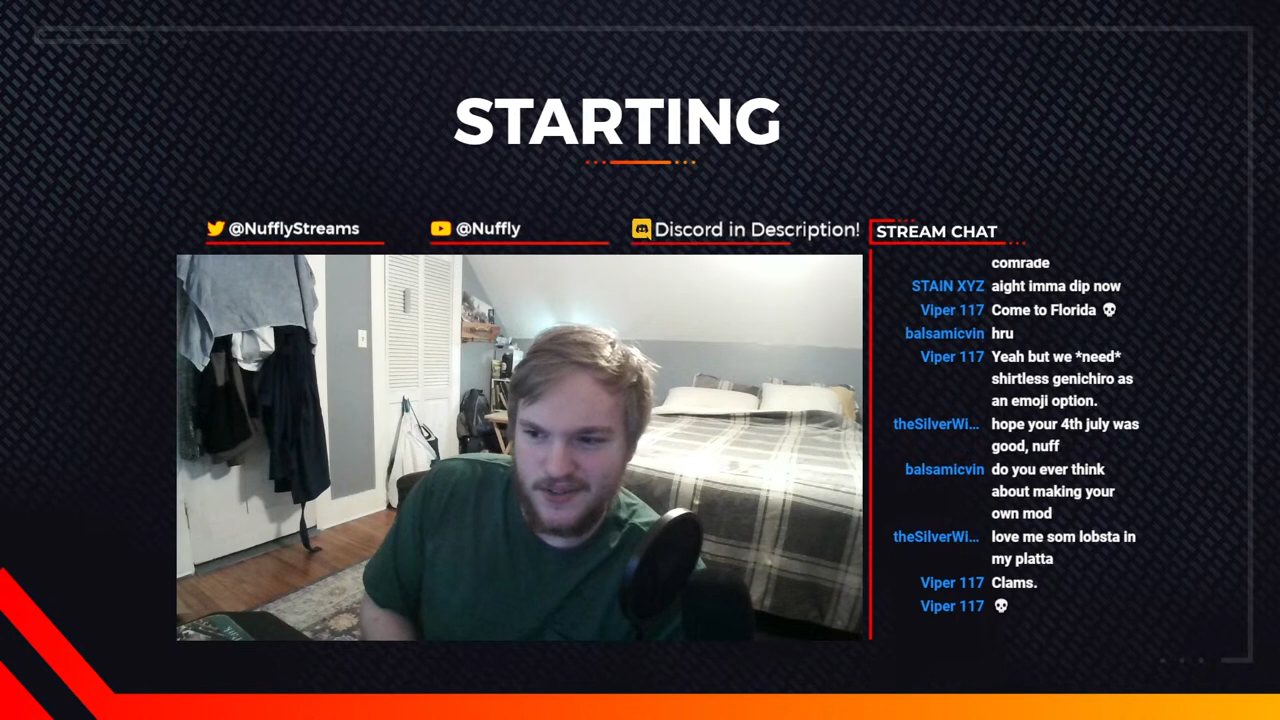 STARTING
@NufflyStreams
@Nuffly
Discord in Description!
STREAM CHAT
comrade
STAIN XYZ aight imma dip now
Viper 117 Come to Florida 💀
balsamicvin hru
Viper 117 Yeah but we *need*
shirtless genichiro as
an emoji option.
theSilverWi... hope your 4th july was
good, nuff
balsamicvin do you ever think
about making your
own mod
theSilverWi... love me som lobsta in
my platta
Viper 117 Clams.
Viper 117 💀